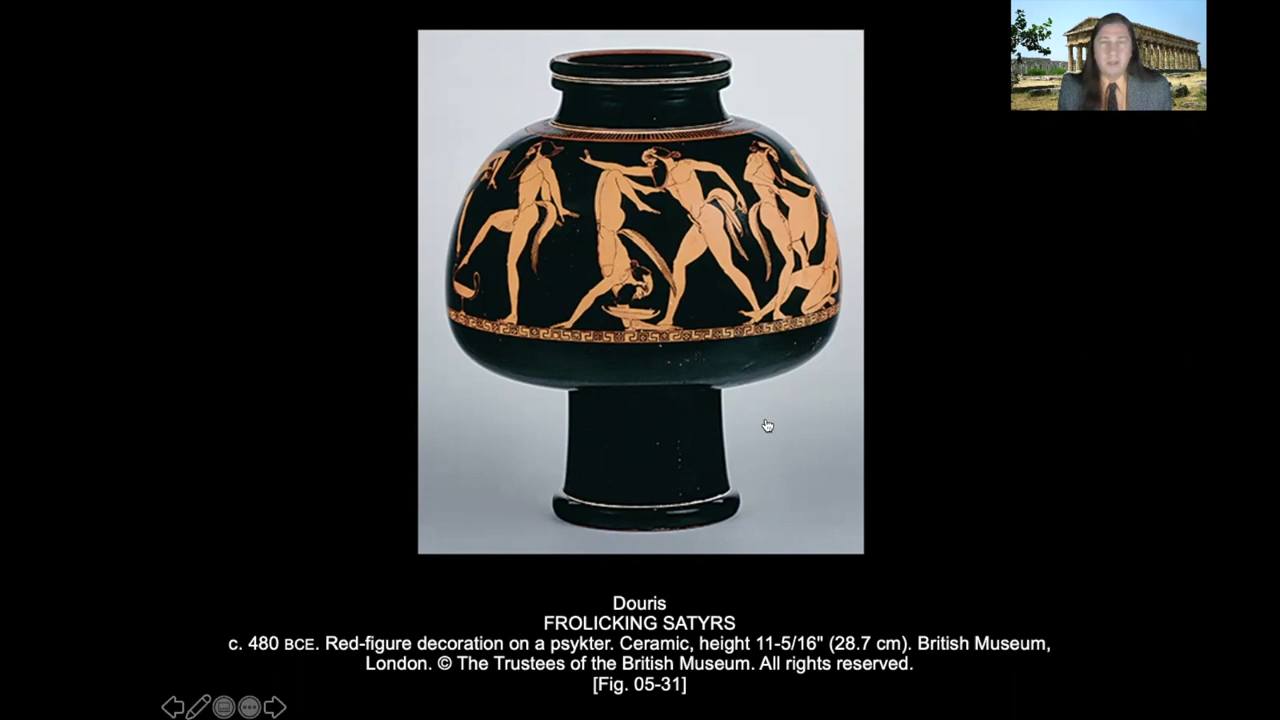 Douris
FROLICKING SATYRS
c. 480 BCE. Red-figure decoration on a psykter. Ceramic, height 11-5/16" (28.7 cm). British Museum,
London. © The Trustees of the British Museum. All rights reserved.
[Fig. 05-31]